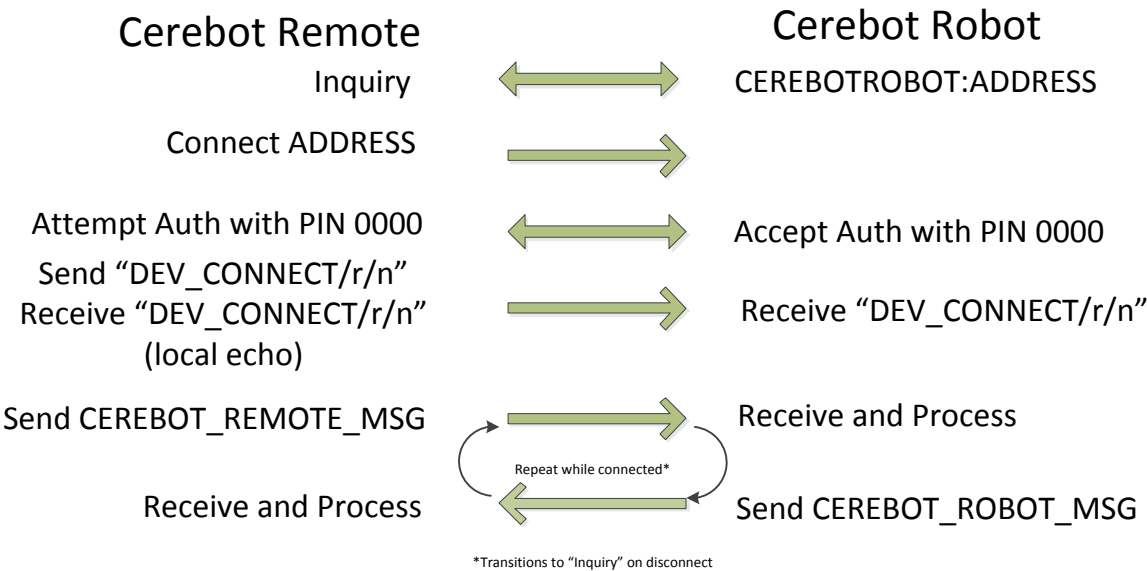 Cerebot Remote
Cerebot Robot
Inquiry
CEREBOTROBOT:ADDRESS
Connect ADDRESS
Attempt Auth with PIN 0000
Accept Auth with PIN 0000
Send “DEV_CONNECT/r/n”
Receive “DEV_CONNECT/r/n”
(local echo)
Receive “DEV_CONNECT/r/n”
Send CEREBOT_REMOTE_MSG
Receive and Process
Repeat while connected*
Receive and Process
Send CEREBOT_ROBOT_MSG
*Transitions to “Inquiry” on disconnect